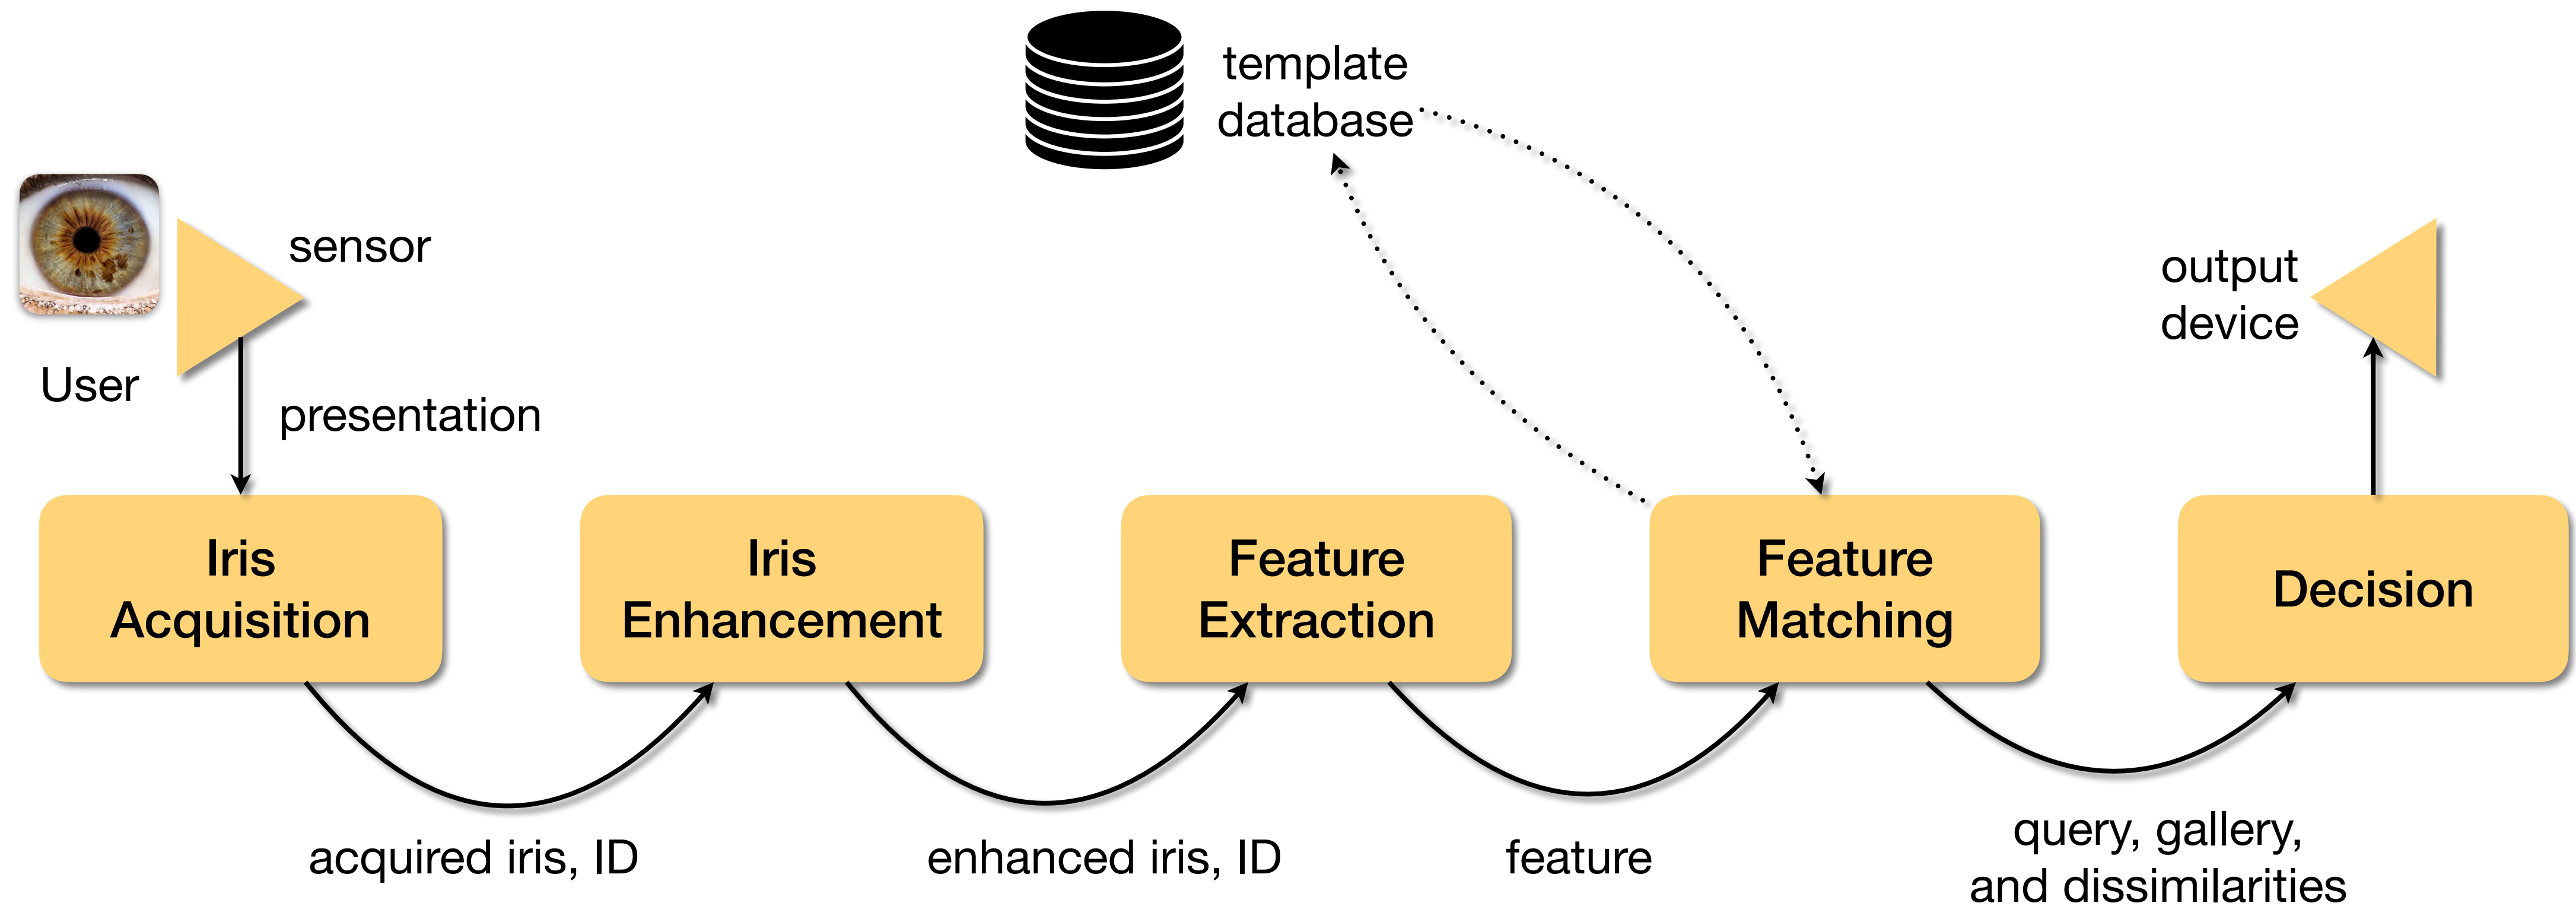 template
database
sensor
User
presentation
output
device
Iris
Acquisition
Iris
Enhancement
Feature
Extraction
Feature
Matching
Decision
acquired iris, ID
enhanced iris, ID
feature
query, gallery,
and dissimilarities